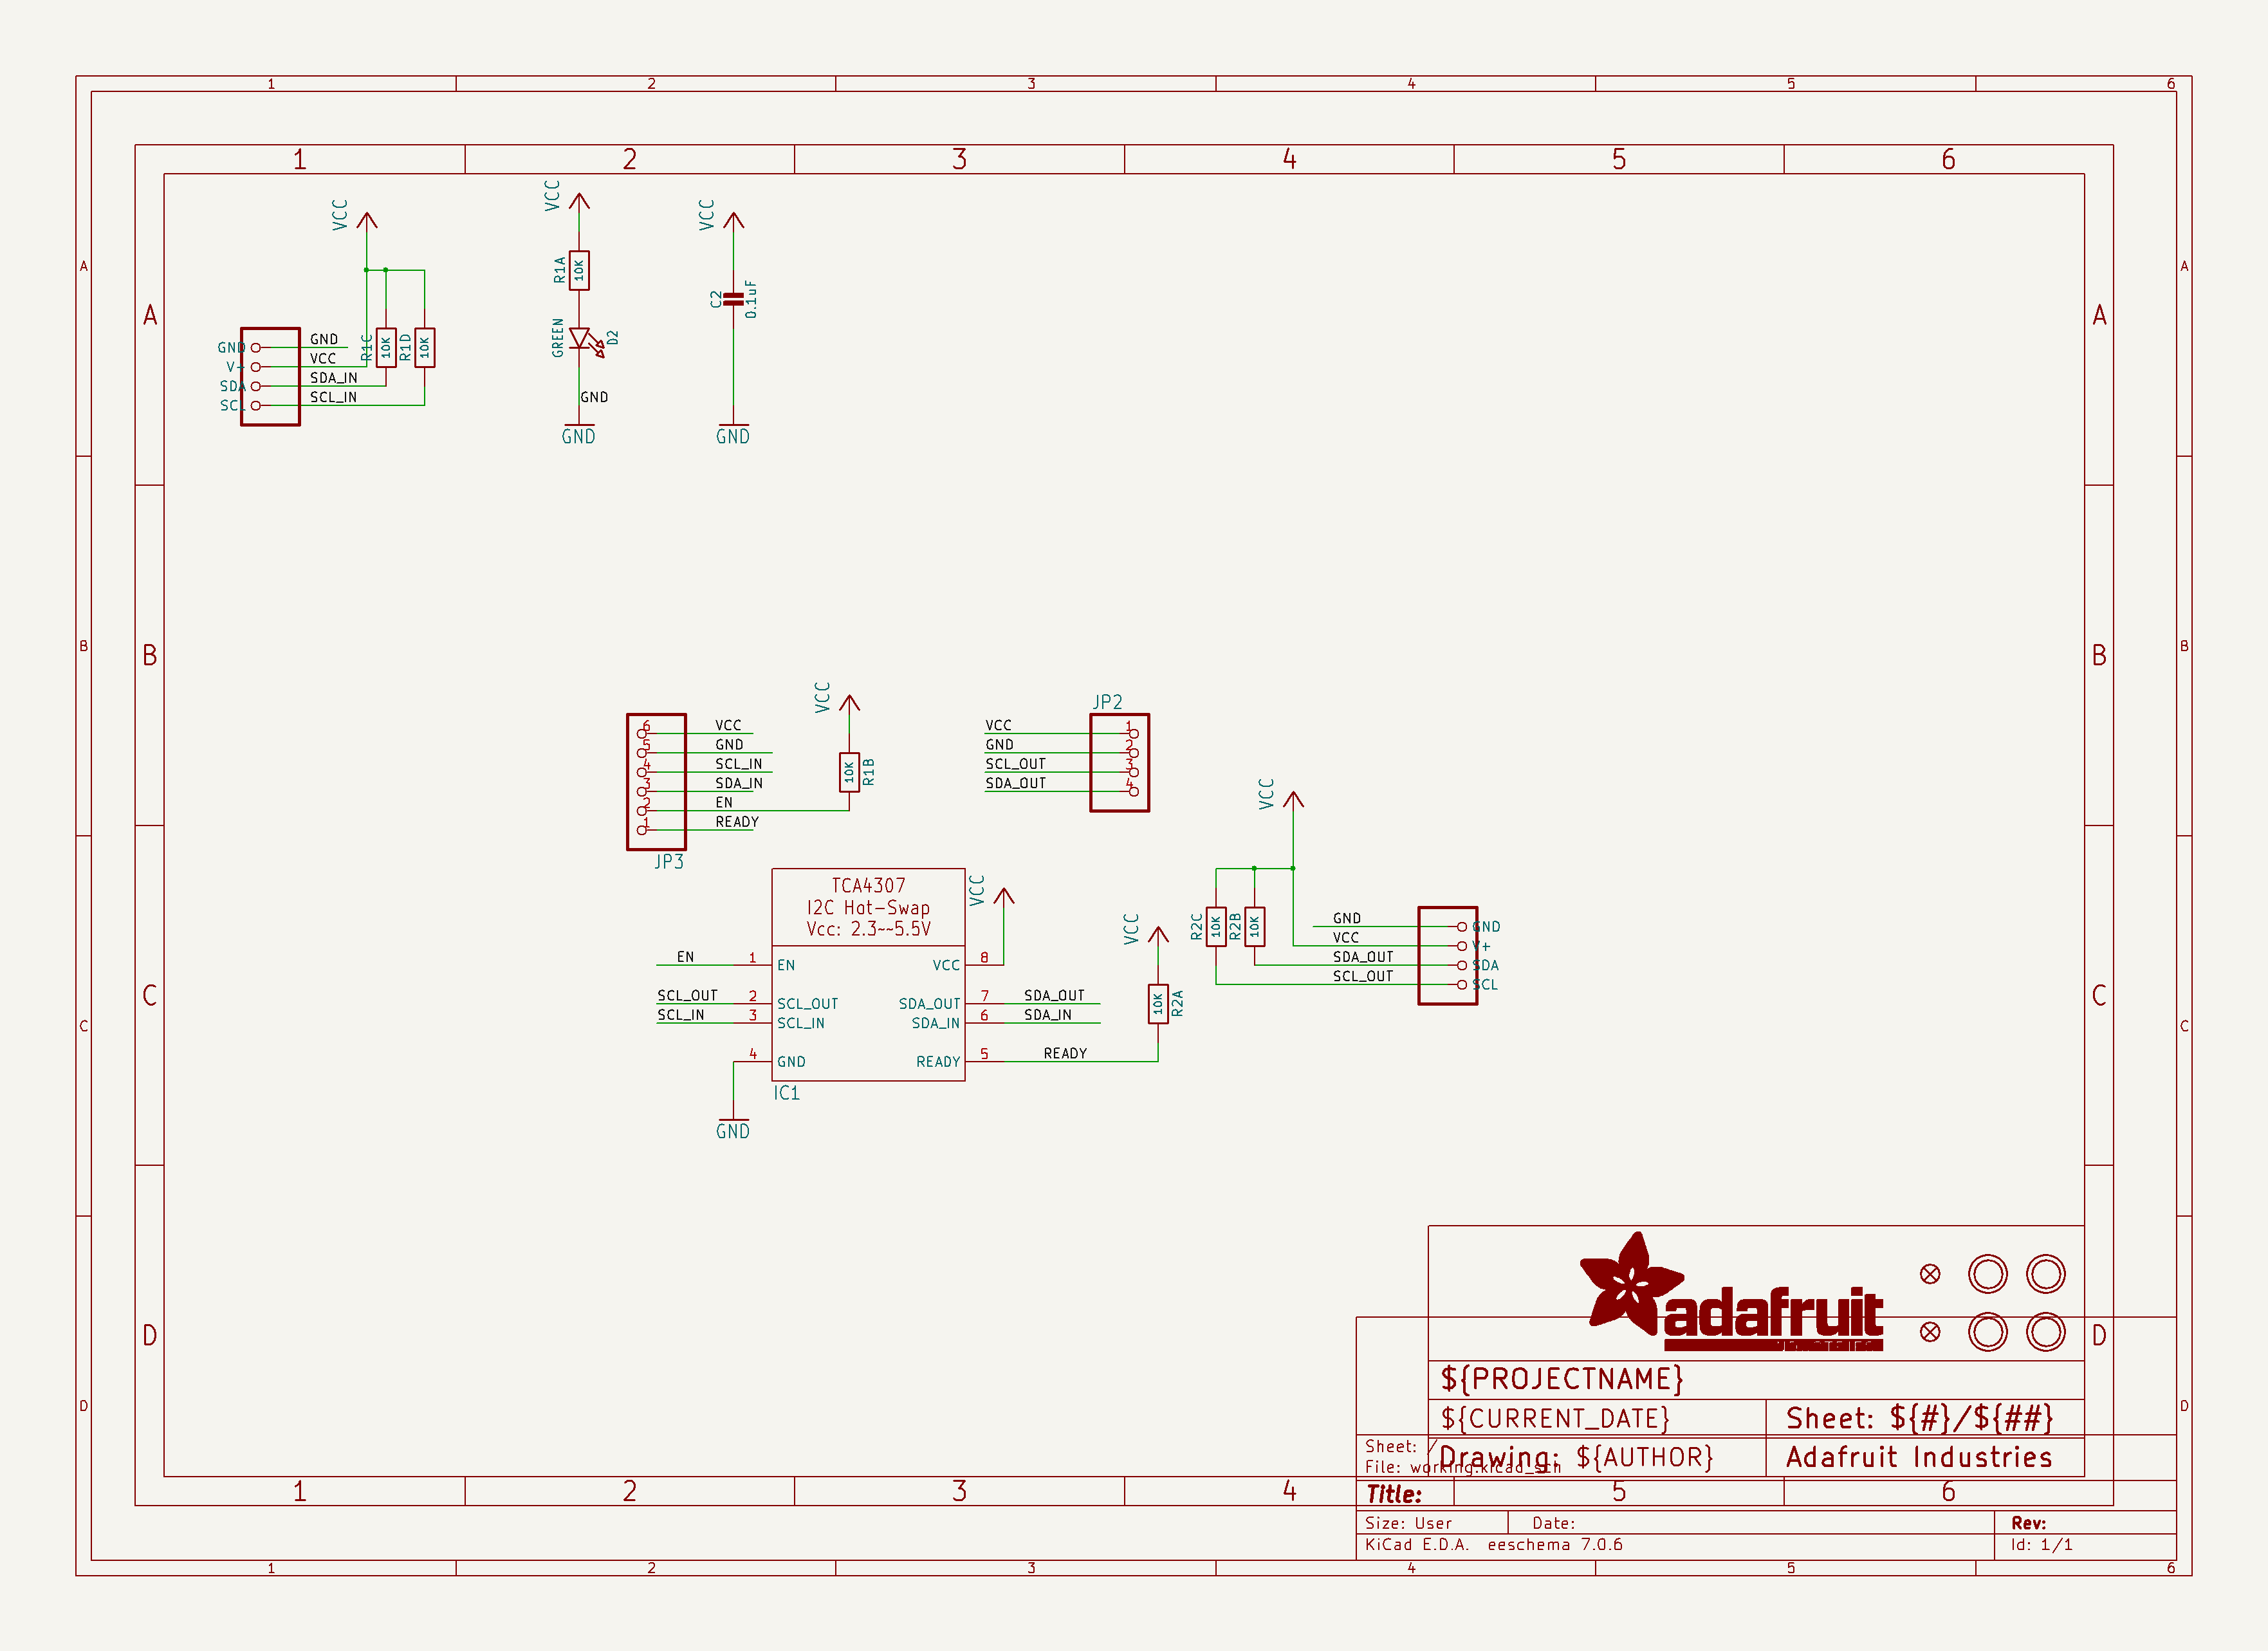 1 2 3 4 5 6
1 2 3 4 5 6
A
A
A
A
VCC
VCC
VCC
R1A
10K
GREEN
D2
GND
GND
C2
0.1uF
GND
GND
V+
SDA
SCL
GND
VCC
SDA_IN
SCL_IN
R1C
10K
R1D
10K
B
B
B
B
6
5
4
3
2
1
VCC
GND
SCL_IN
SDA_IN
EN
READY
JP3
VCC
10K
R1B
JP2
VCC
GND
SCL_OUT
SDA_OUT
1
2
3
4
C
C
C
C
TCA4307
I2C Hot-Swap
Vcc: 2.3~~5.5V
VCC
EN 1 EN
SCL_OUT 2 SCL_OUT
SCL_IN 3 SCL_IN
4 GND
VCC 8
SDA_OUT 7 SDA_OUT
SDA_IN 6 SDA_IN
READY 5 READY
IC1
GND
VCC
10K
R2A
VCC
R2C
10K
R2B
10K
GND
VCC
SDA_OUT
SCL_OUT
GND
V+
SDA
SCL
D
D
D
D
adafruit
${PROJECTNAME}
${CURRENT_DATE}
Sheet: ${#}/${##}
Drawing: ${AUTHOR}
Adafruit Industries
Sheet: /
File: working.kicad_sch
Title:
Size: User
Date:
Rev:
KiCad E.D.A. eeschema 7.0.6
Id: 1/1
1 2 3 4 5 6
1 2 3 4 5 6